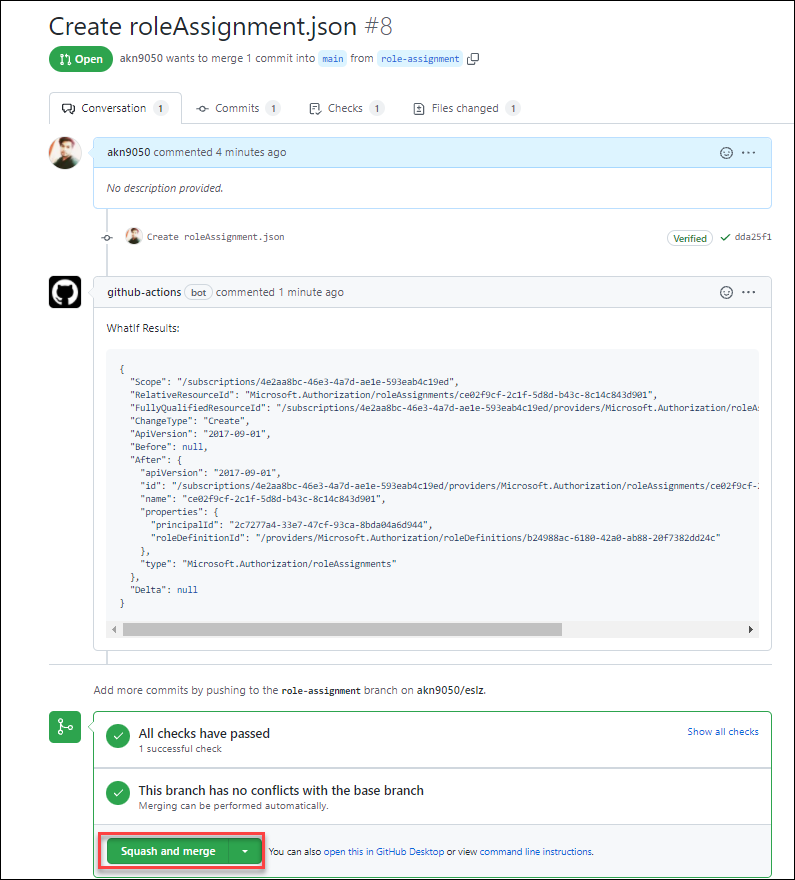 Create roleAssignment.json #8
Open akn9050 wants to merge 1 commit into main from role-assignment
Conversation 1 Commits 1 Checks 1 Files changed 1
akn9050 commented 4 minutes ago
No description provided.
Create roleAssignment.json Verified dda25f1
github-actions bot commented 1 minute ago
WhatIf Results:
{
"Scope": "/subscriptions/4e2aa8bc-46e3-4a7d-ae1e-593eab4c19ed",
"RelativeResourceId": "Microsoft.Authorization/roleAssignments/ce02f9cf-2c1f-5d8d-b43c-8c14c843d901",
"FullyQualifiedResourceId": "/subscriptions/4e2aa8bc-46e3-4a7d-ae1e-593eab4c19ed/providers/Microsoft.Authorization/roleAs
"ChangeType": "Create",
"ApiVersion": "2017-09-01",
"Before": null,
"After": {
"apiVersion": "2017-09-01",
"id": "/subscriptions/4e2aa8bc-46e3-4a7d-ae1e-593eab4c19ed/providers/Microsoft.Authorization/roleAssignments/ce02f9cf-2
"name": "ce02f9cf-2c1f-5d8d-b43c-8c14c843d901",
"properties": {
"principalId": "2c7277a4-33e7-47cf-93ca-8bda04a6d944",
"roleDefinitionId": "/providers/Microsoft.Authorization/roleDefinitions/b24988ac-6180-42a0-ab88-20f7382dd24c"
},
"type": "Microsoft.Authorization/roleAssignments"
},
"Delta": null
}
Add more commits by pushing to the role-assignment branch on akn9050/eslz.
All checks have passed Show all checks
1 successful check
This branch has no conflicts with the base branch
Merging can be performed automatically.
Squash and merge You can also open this in GitHub Desktop or view command line instructions.